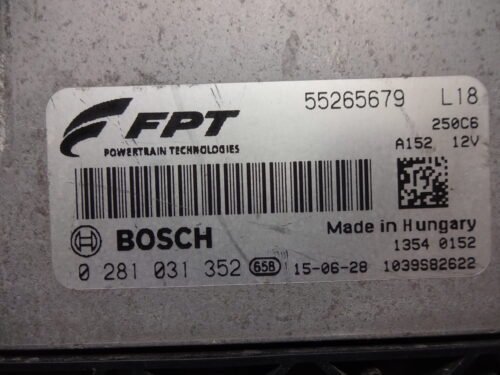 FPT 55265679 L18
POWERTRAIN TECHNOLOGIES 250C6
A152 12V
BOSCH Made in Hungary
1354 0152
0 281 031 352 65B 15-06-28 1039S82622